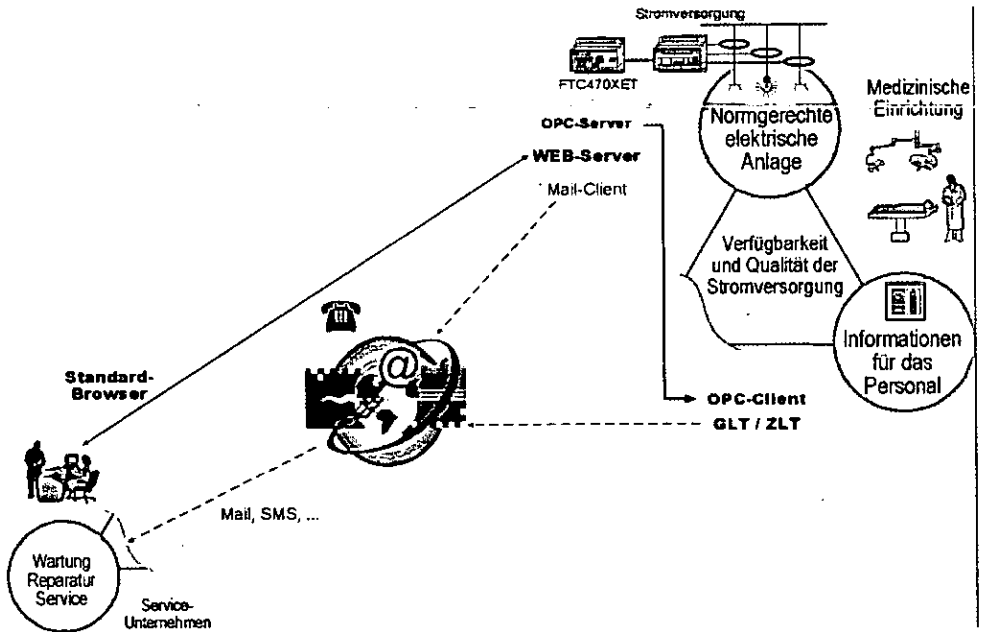 Stromversorgung
FTC470XET
Medizinische
Einrichtung
OPC-Server
WEB-Server
Mail-Client
Normgerechte
elektrische
Anlage
Verfügbarkeit
und Qualität der
Stromversorgung
Informationen
für das
Personal
@
Standard-
Browser
OPC-Client
GLT / ZLT
Mail, SMS, ...
Wartung
Reparatur
Service
Service-
Unternehmen